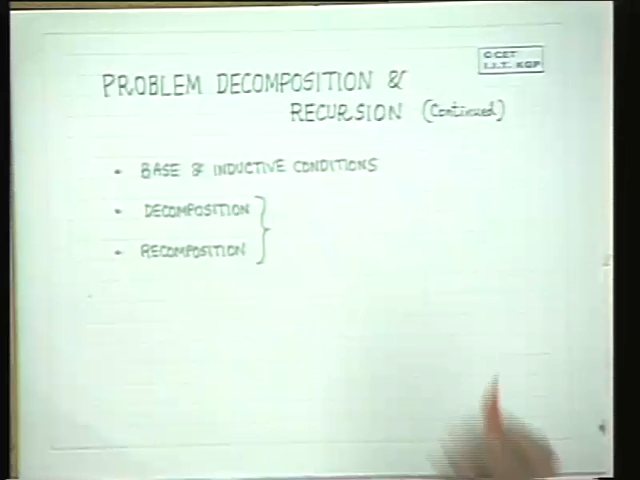 PROBLEM DECOMPOSITION &
RECURSION (Continued)
© CET
I.I.T. KGP
• BASE & INDUCTIVE CONDITIONS
• DECOMPOSITION
• RECOMPOSITION